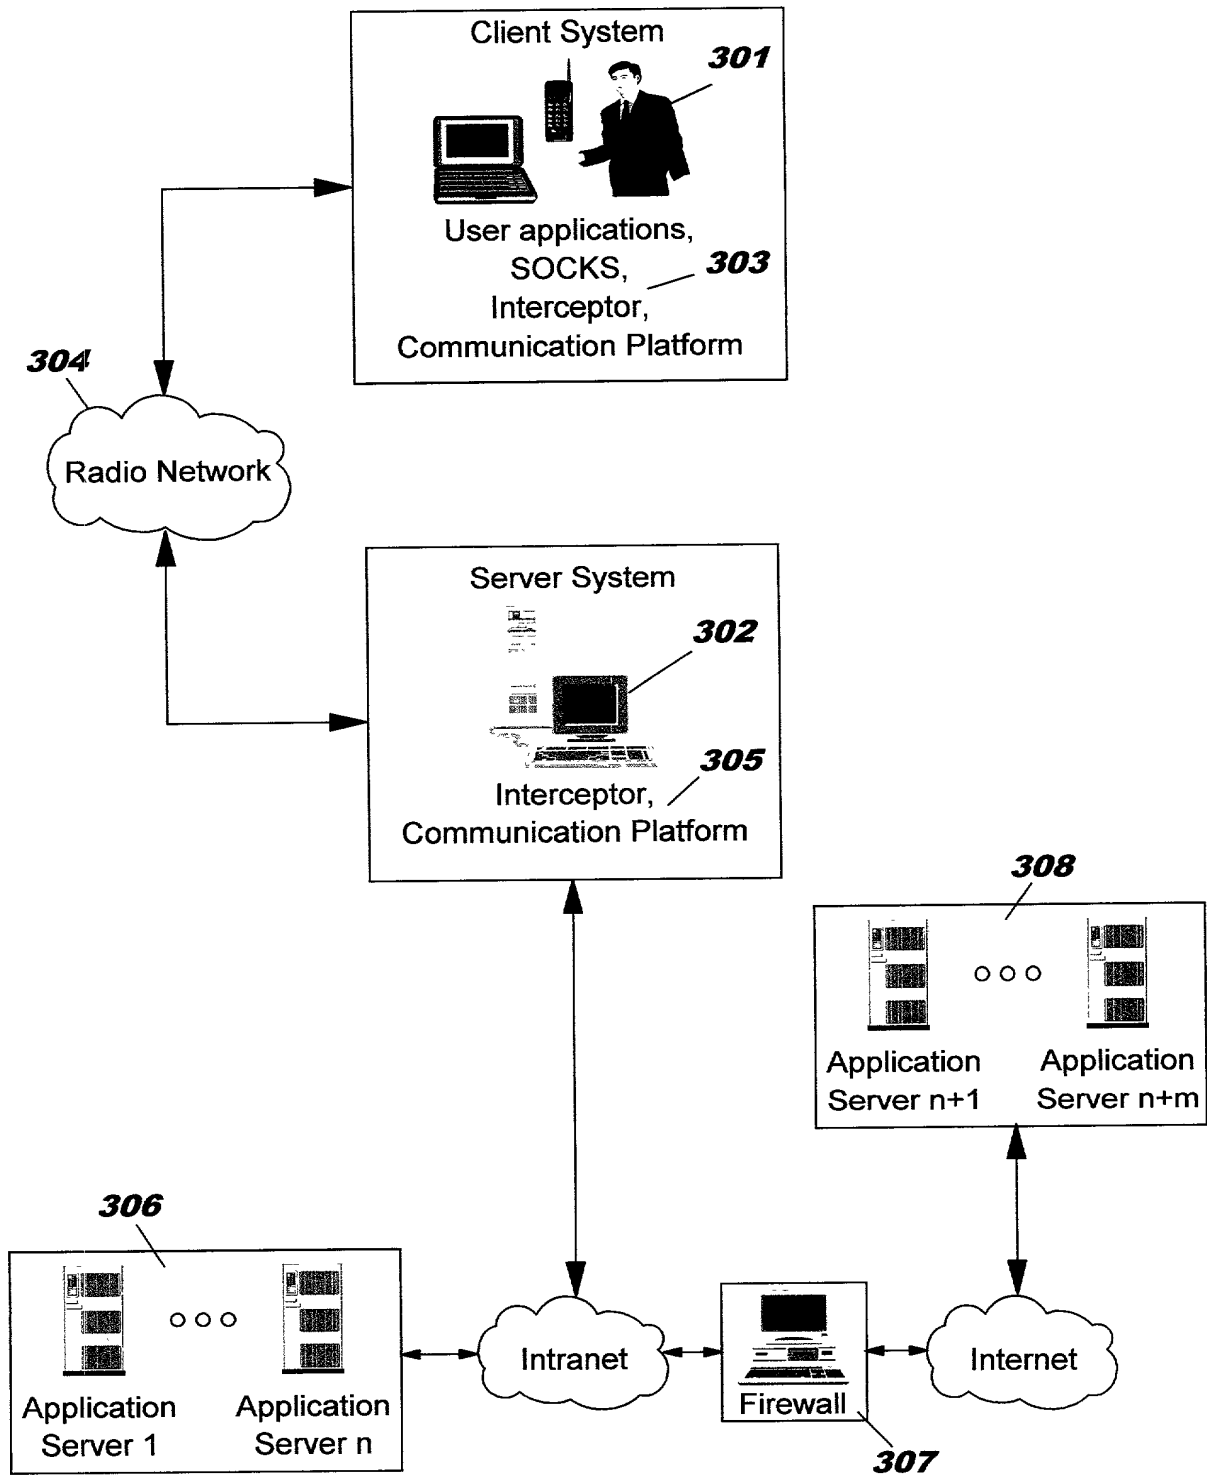 Client System
301
User applications,
SOCKS,
303
Interceptor,
Communication Platform
304
Radio Network
Server System
302
305
Interceptor,
Communication Platform
308
Application
Server n+1
Application
Server n+m
306
Application
Server 1
Application
Server n
Intranet
Firewall
307
Internet